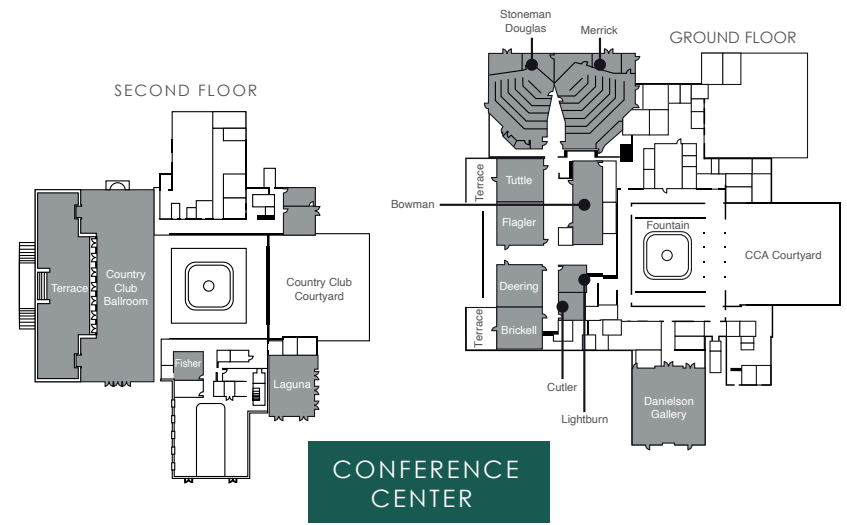 Stoneman
Douglas
Merrick
GROUND FLOOR
SECOND FLOOR
Terrace
Tuttle
Bowman
Flagler
Fountain
CCA Courtyard
Terrace
Country
Club
Ballroom
Country Club
Courtyard
Deering
Terrace
Brickell
Fisher
Laguna
Cutler
Lightburn
Danielson
Gallery
CONFERENCE
CENTER